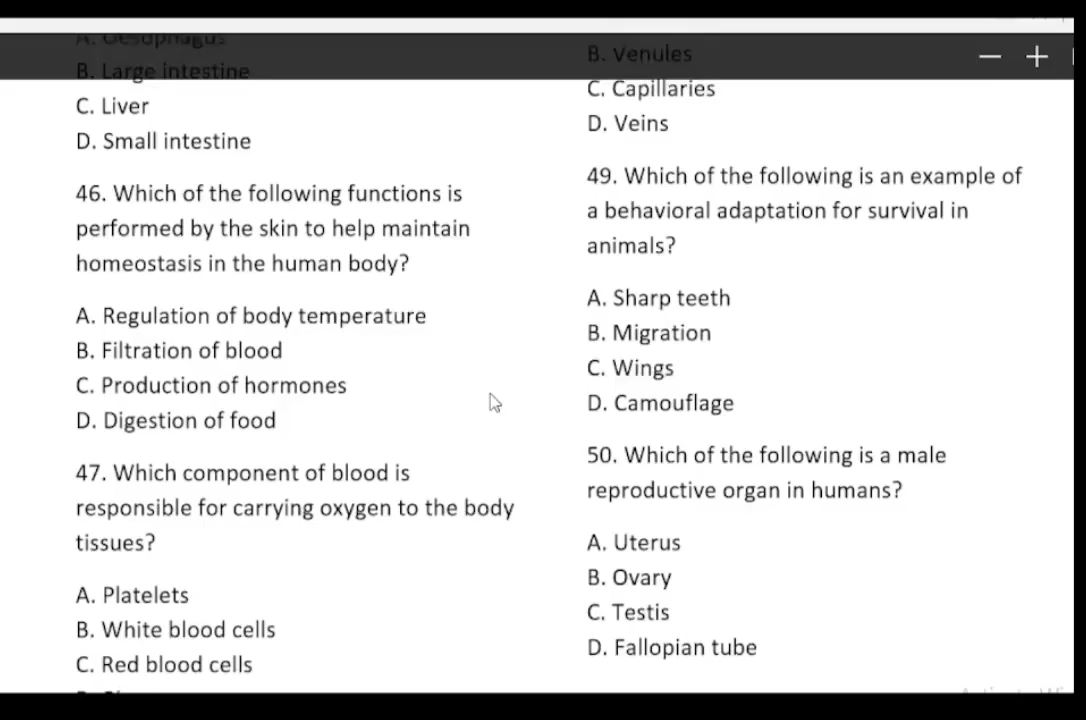 A. Oesophagus
B. Large intestine
C. Liver
D. Small intestine
46. Which of the following functions is
performed by the skin to help maintain
homeostasis in the human body?
A. Regulation of body temperature
B. Filtration of blood
C. Production of hormones
D. Digestion of food
47. Which component of blood is
responsible for carrying oxygen to the body
tissues?
A. Platelets
B. White blood cells
C. Red blood cells
B. Venules
C. Capillaries
D. Veins
49. Which of the following is an example of
a behavioral adaptation for survival in
animals?
A. Sharp teeth
B. Migration
C. Wings
D. Camouflage
50. Which of the following is a male
reproductive organ in humans?
A. Uterus
B. Ovary
C. Testis
D. Fallopian tube